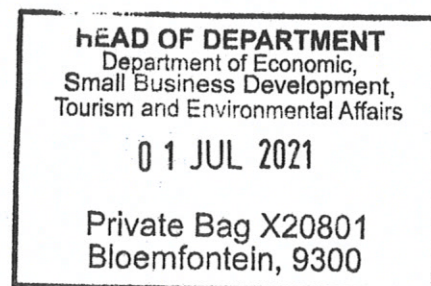 HEAD OF DEPARTMENT
Department of Economic,
Small Business Development,
Tourism and Environmental Affairs
01 JUL 2021
Private Bag X20801
Bloemfontein, 9300